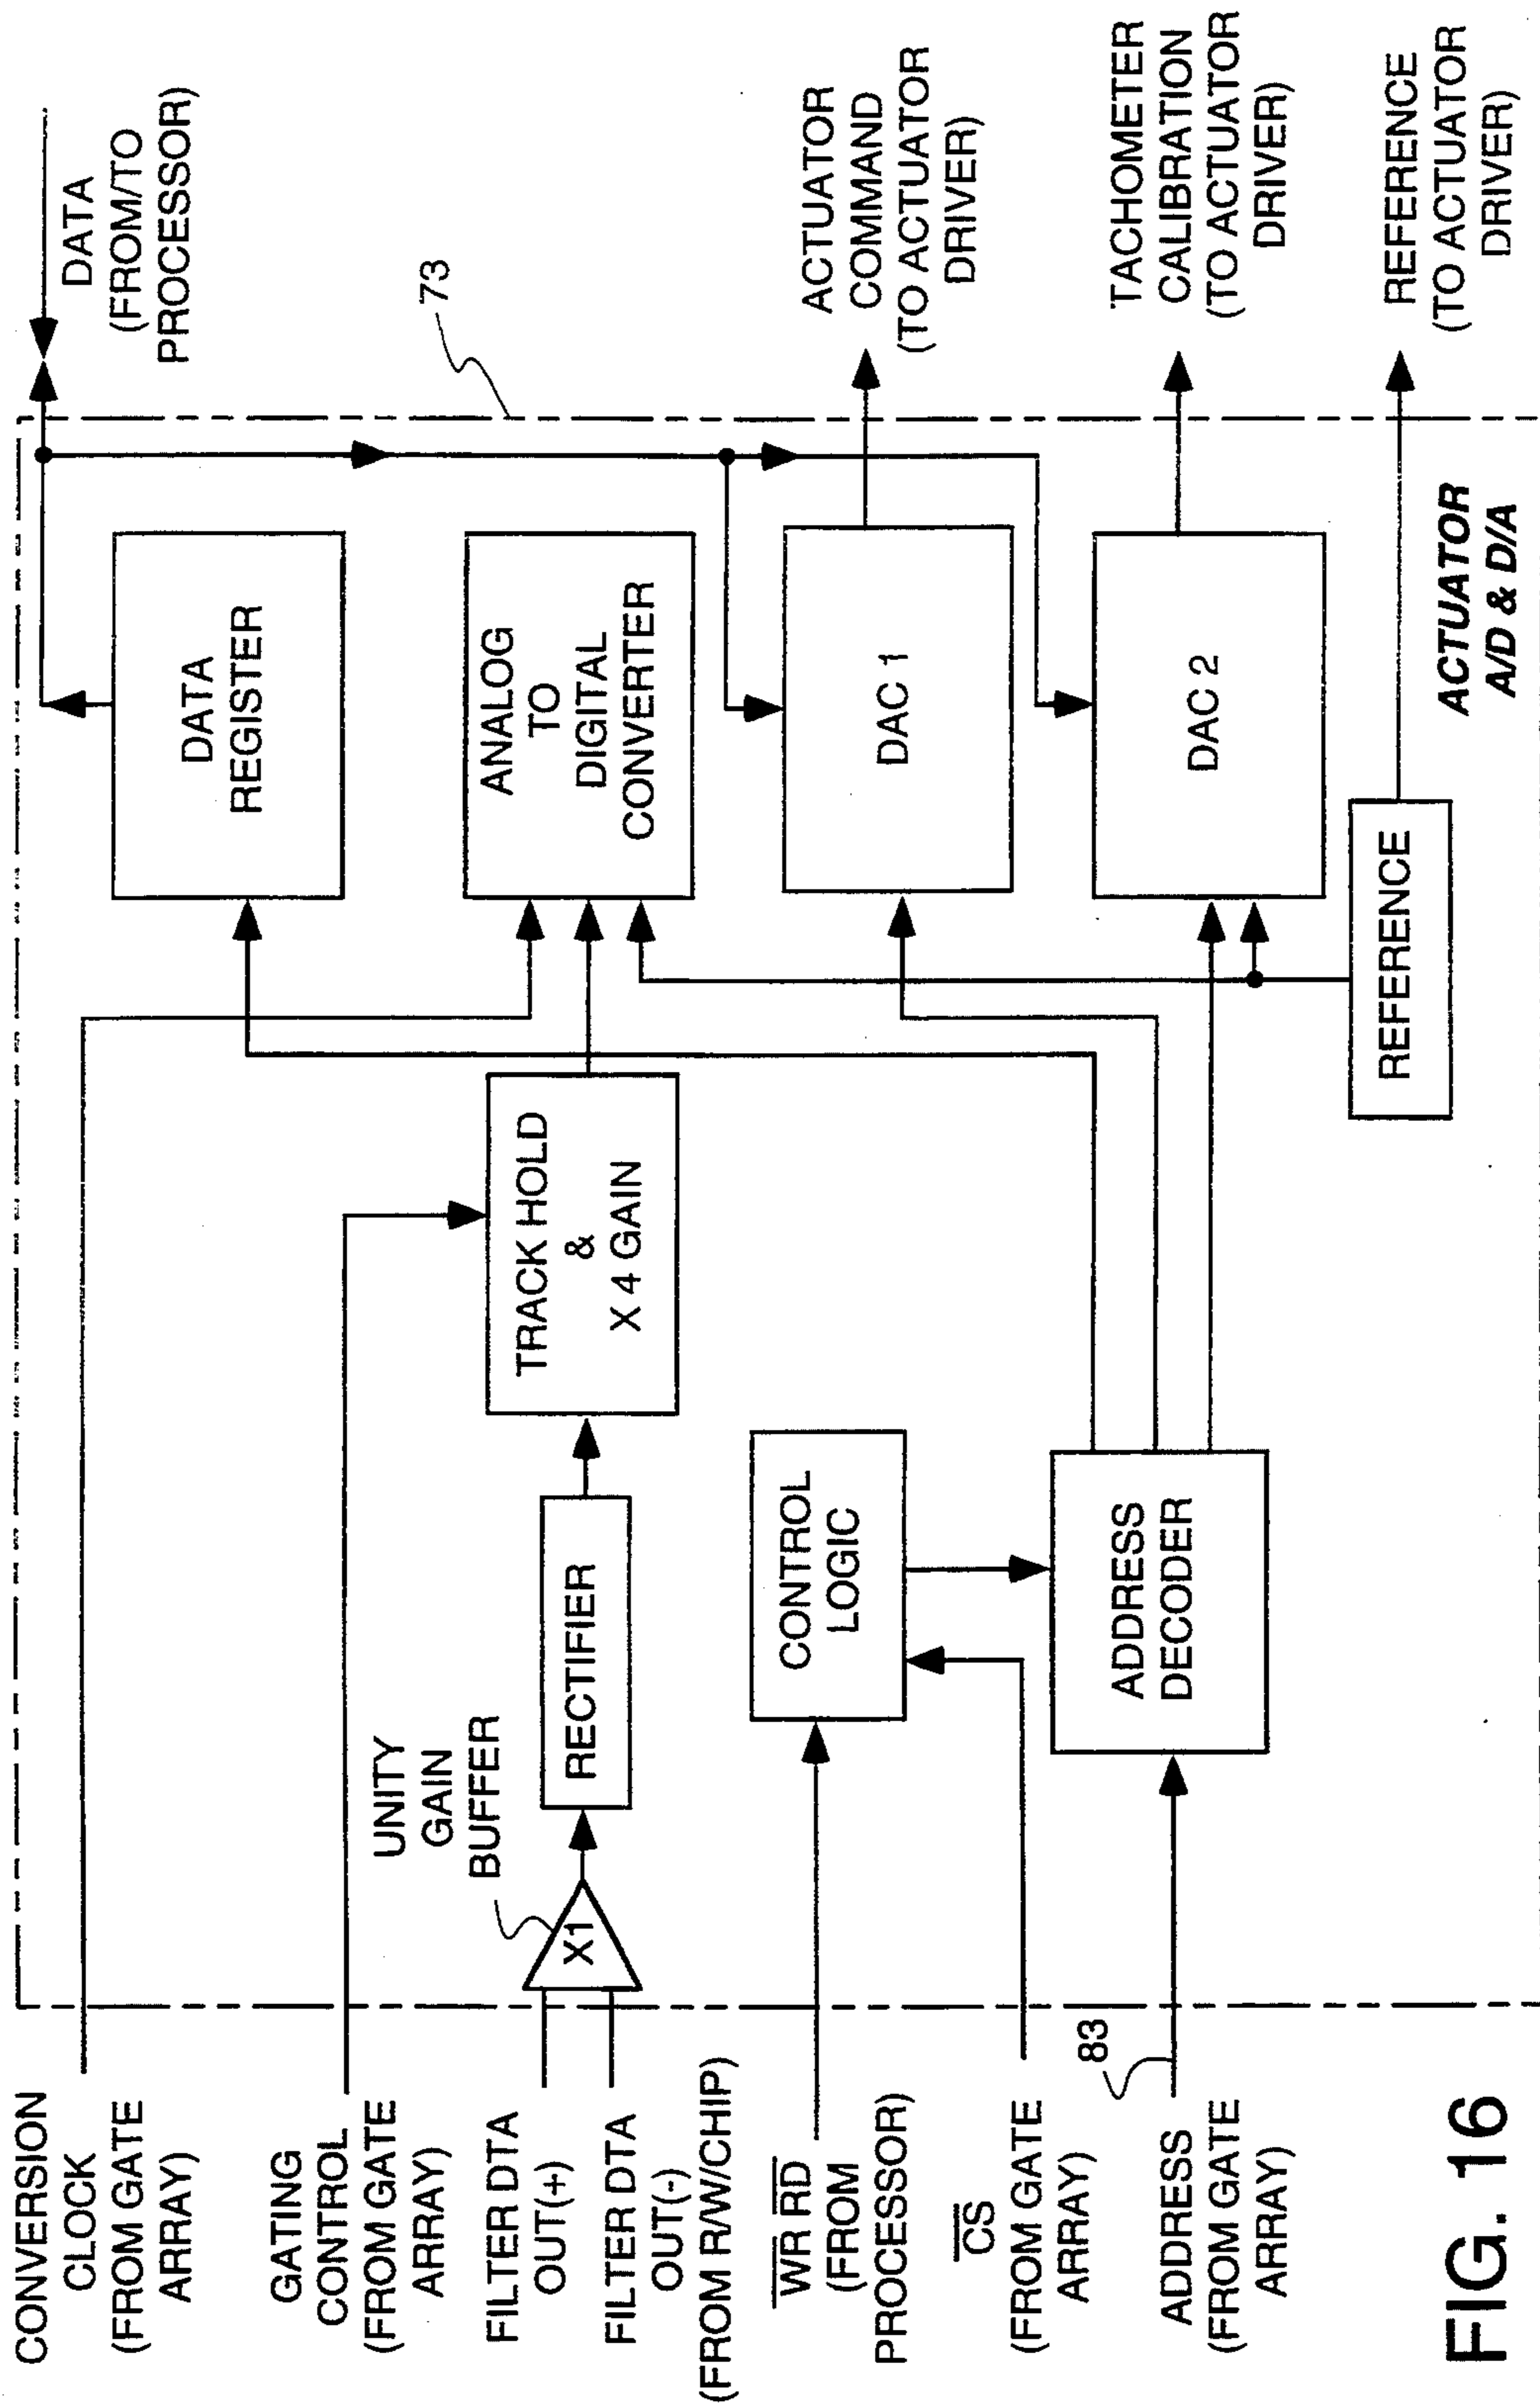 CONVERSION
CLOCK
(FROM GATE
ARRAY)
GATING
CONTROL
(FROM GATE
ARRAY)
FILTER DTA
OUT(+)
FILTER DTA
OUT(-)
(FROM R/W/CHIP)
WR RD
(FROM
PROCESSOR)
CS
(FROM GATE
ARRAY)
83
ADDRESS
(FROM GATE
ARRAY)
UNITY
GAIN
BUFFER
X1
RECTIFIER
TRACK HOLD
&
X 4 GAIN
CONTROL
LOGIC
ADDRESS
DECODER
DATA
REGISTER
ANALOG
TO
DIGITAL
CONVERTER
DAC 1
DAC 2
REFERENCE
ACTUATOR
A/D & D/A
73
DATA
(FROM/TO
PROCESSOR)
ACTUATOR
COMMAND
(TO ACTUATOR
DRIVER)
TACHOMETER
CALIBRATION
(TO ACTUATOR
DRIVER)
REFERENCE
(TO ACTUATOR
DRIVER)
FIG. 16